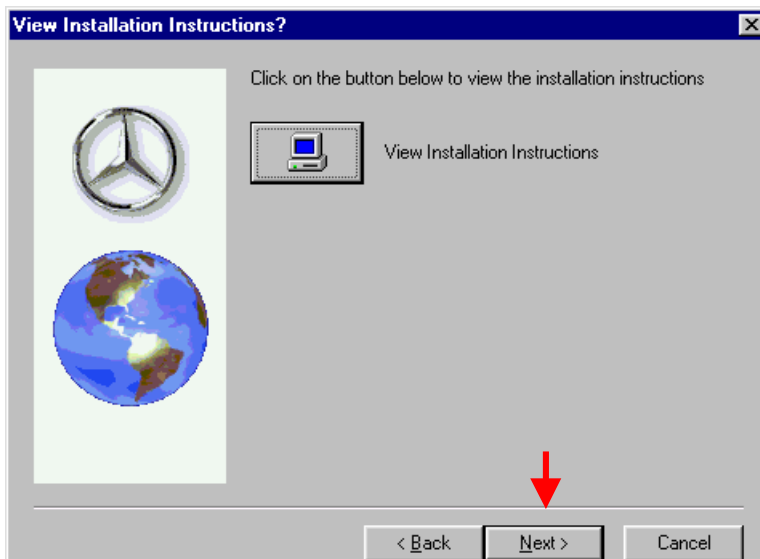 View Installation Instructions?
Click on the button below to view the installation instructions
View Installation Instructions
< Back
Next >
Cancel